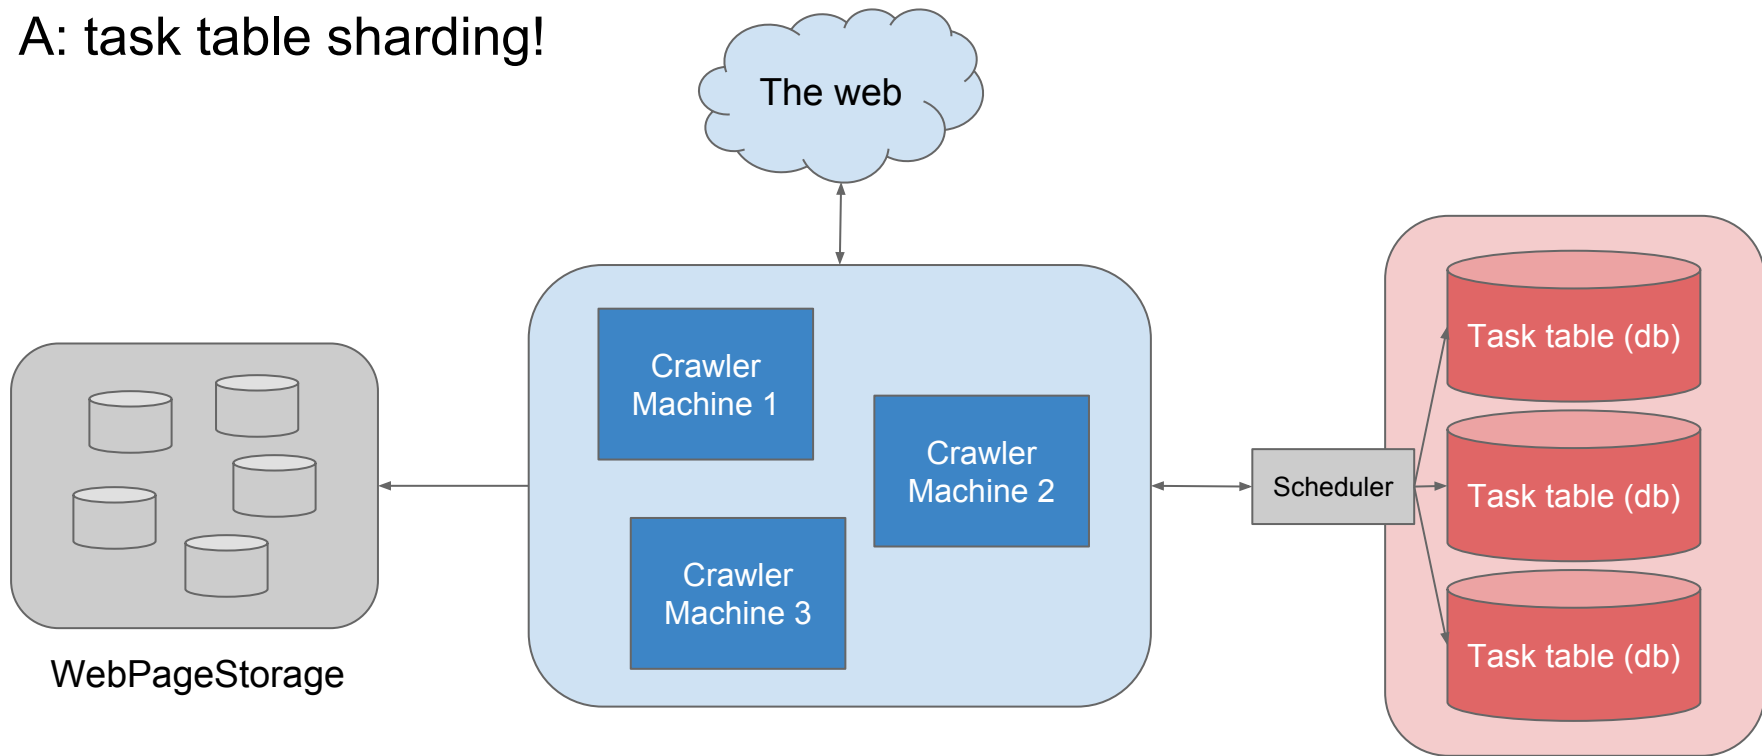 A: task table sharding!
The web
Crawler
Machine 1
Crawler
Machine 2
Crawler
Machine 3
WebPageStorage
Scheduler
Task table (db)
Task table (db)
Task table (db)